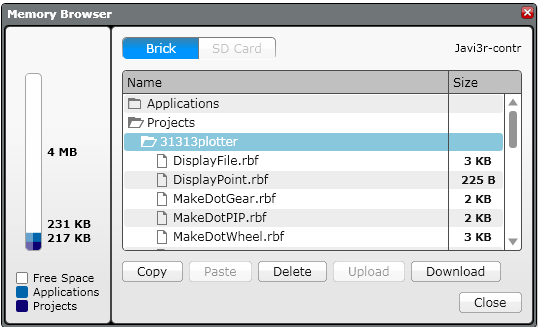 Memory Browser
Brick SD Card Javi3r-contr
Name Size
Applications
Projects
31313plotter
DisplayFile.rbf 3 KB
DisplayPoint.rbf 225 B
MakeDotGear.rbf 2 KB
MakeDotPIP.rbf 2 KB
MakeDotWheel.rbf 3 KB
4 MB
231 KB
217 KB
Free Space
Applications
Projects
Copy Paste Delete Upload Download
Close